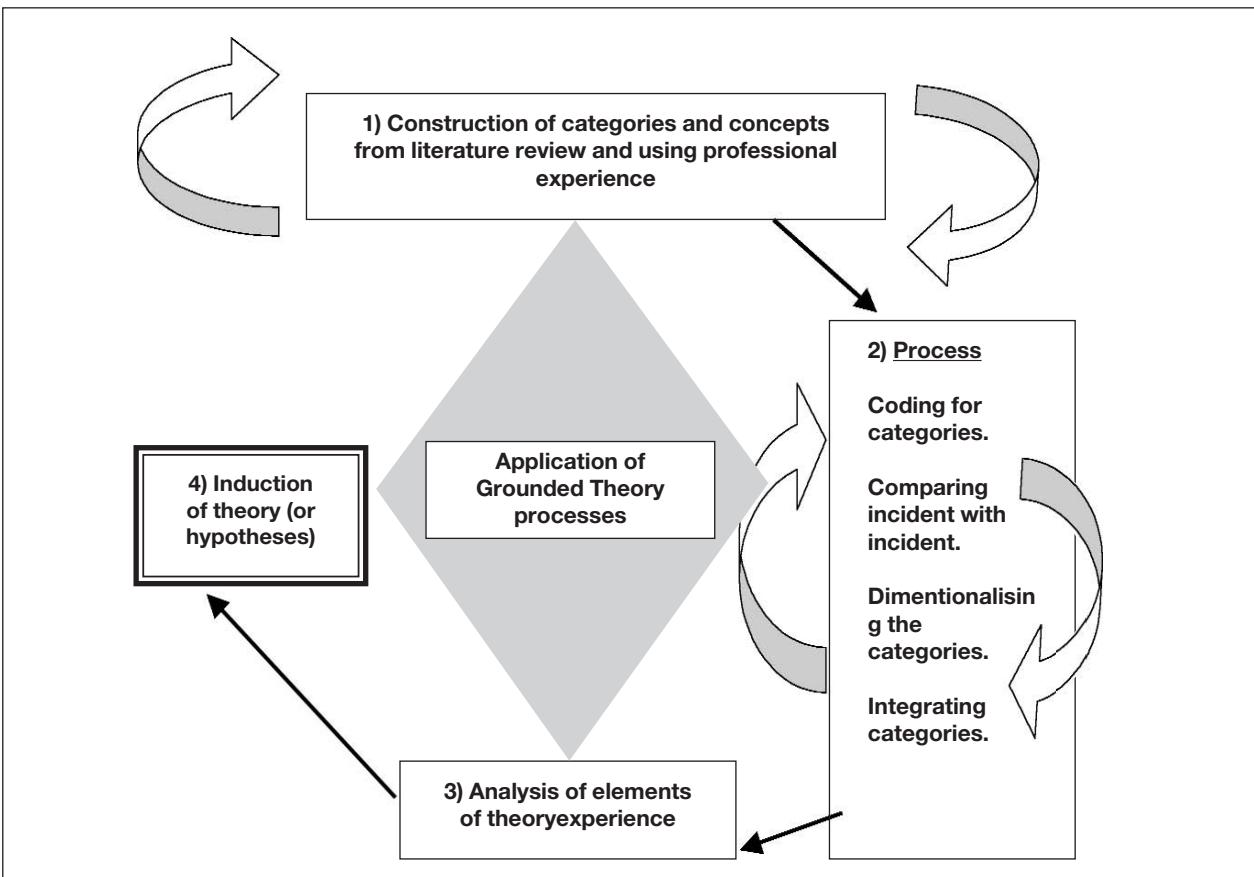 1) Construction of categories and concepts
from literature review and using professional
experience
2) Process
Coding for
categories.
Comparing
incident with
incident.
Dimentionalisin
g the
categories.
Integrating
categories.
Application of
Grounded Theory
processes
4) Induction
of theory (or
hypotheses)
3) Analysis of elements
of theoryexperience